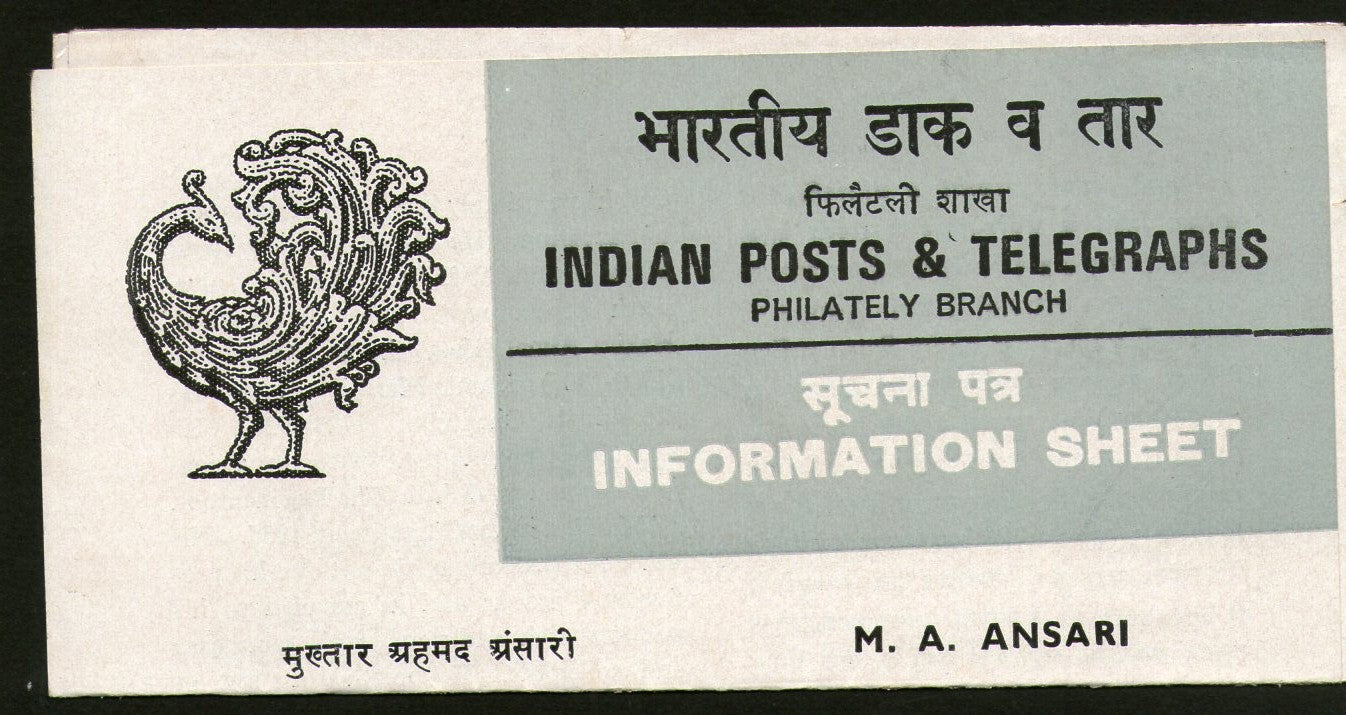 भारतीय डाक व तार
फिलैटली शाखा
INDIAN POSTS & TELEGRAPHS
PHILATELY BRANCH
सूचना पत्र
INFORMATION SHEET
मुख्तार अहमद अंसारी
M. A. ANSARI